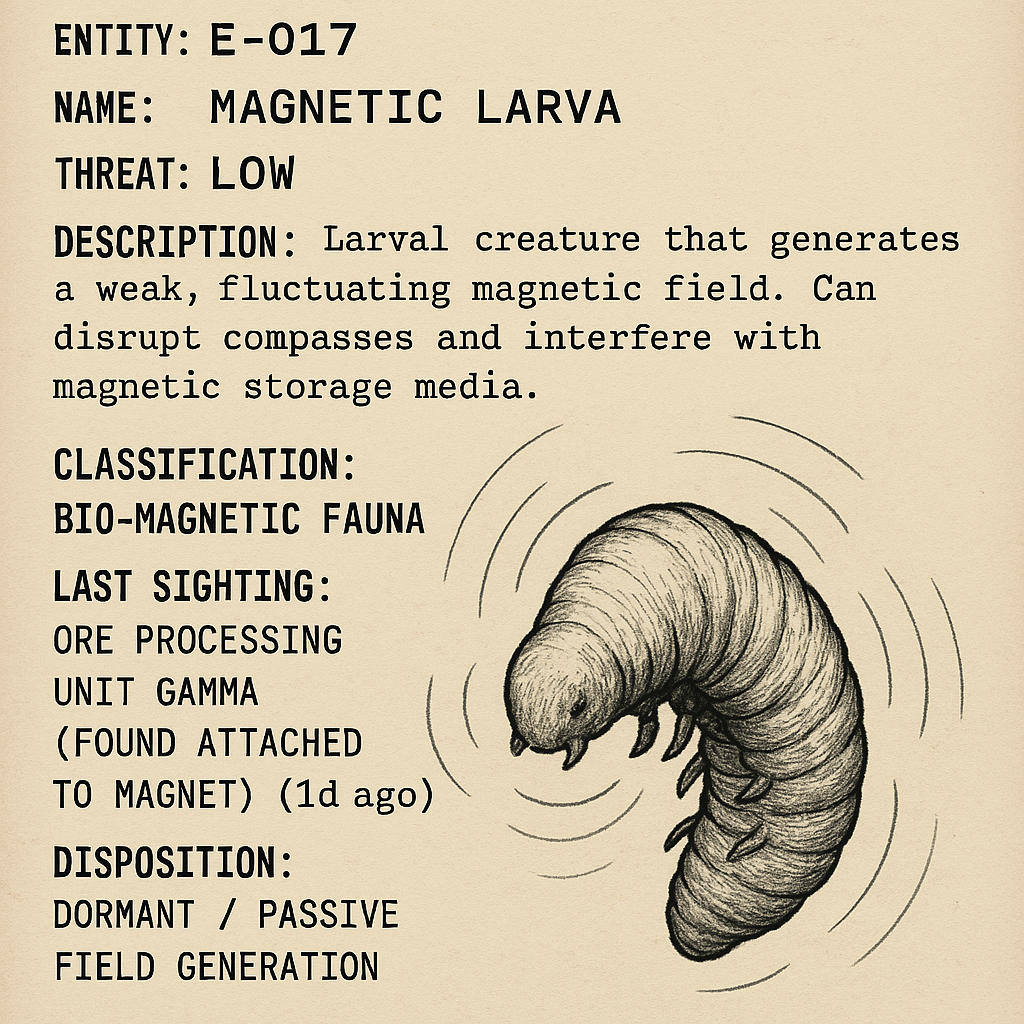 ENTITY: E-017
NAME: MAGNETIC LARVA
THREAT: LOW
DESCRIPTION: Larval creature that generates
a weak, fluctuating magnetic field. Can
disrupt compasses and interfere with
magnetic storage media.
CLASSIFICATION:
BIO-MAGNETIC FAUNA
LAST SIGHTING:
ORE PROCESSING
UNIT GAMMA
(FOUND ATTACHED
TO MAGNET) (1d ago)
DISPOSITION:
DORMANT / PASSIVE
FIELD GENERATION